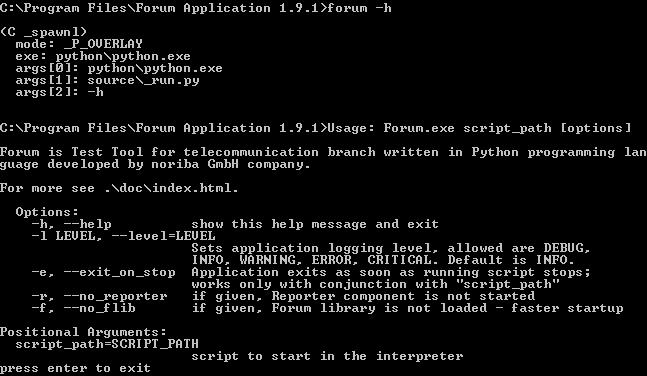 C:\Program Files\Forum Application 1.9.1>forum -h
(C _spawnl)
mode: _P_OVERLAY
exe: python\python.exe
args[0]: python\python.exe
args[1]: source\_run.py
args[2]: -h
C:\Program Files\Forum Application 1.9.1>Usage: Forum.exe script_path [options]
Forum is Test Tool for telecommunication branch written in Python programming lan
guage developed by noriba GmbH company.
For more see .\doc\index.html.
Options:
-h, --help show this help message and exit
-l LEVEL, --level=LEVEL
Sets application logging level, allowed are DEBUG,
INFO, WARNING, ERROR, CRITICAL. Default is INFO.
-e, --exit_on_stop Application exits as soon as running script stops;
works only with conjunction with "script_path"
-r, --no_reporter if given, Reporter component is not started
-f, --no_flib if given, Forum library is not loaded - faster startup
Positional Arguments:
script_path=SCRIPT_PATH
script to start in the interpreter
press enter to exit